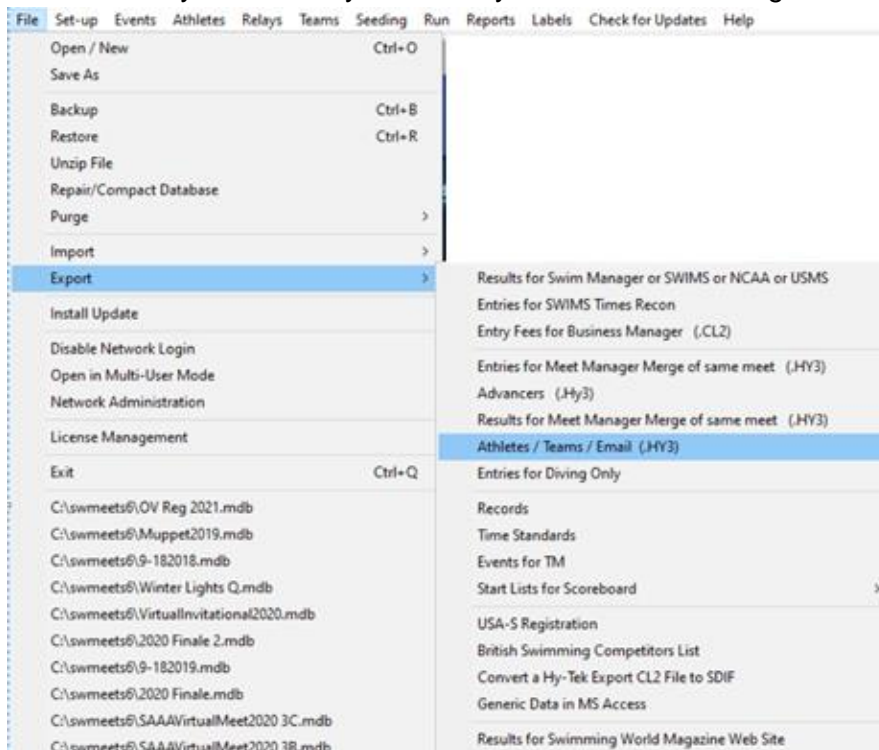 File Set-up Events Athletes Relays Teams Seeding Run Reports Labels Check for Updates Help
Open / New Ctrl+O
Save As
Backup Ctrl+B
Restore Ctrl+R
Unzip File
Repair/Compact Database
Purge >
Import >
Export >
Install Update
Disable Network Login
Open in Multi-User Mode
Network Administration
License Management
Exit Ctrl+Q
C:\swmeets6\OV Reg 2021.mdb
C:\swmeets6\Muppet2019.mdb
C:\swmeets6\9-182018.mdb
C:\swmeets6\Winter Lights Q.mdb
C:\swmeets6\VirtualInvitational2020.mdb
C:\swmeets6\2020 Finale 2.mdb
C:\swmeets6\9-182019.mdb
C:\swmeets6\2020 Finale.mdb
C:\swmeets6\SAAAVirtualMeet2020 3C.mdb
C:\swmeets6\SAAAVirtualMeet2020 3B.mdb
Results for Swim Manager or SWIMS or NCAA or USMS
Entries for SWIMS Times Recon
Entry Fees for Business Manager (.CL2)
Entries for Meet Manager Merge of same meet (.HY3)
Advancers (.Hy3)
Results for Meet Manager Merge of same meet (.HY3)
Athletes / Teams / Email (.HY3)
Entries for Diving Only
Records
Time Standards
Events for TM
Start Lists for Scoreboard >
USA-S Registration
British Swimming Competitors List
Convert a Hy-Tek Export CL2 File to SDIF
Generic Data in MS Access
Results for Swimming World Magazine Web Site